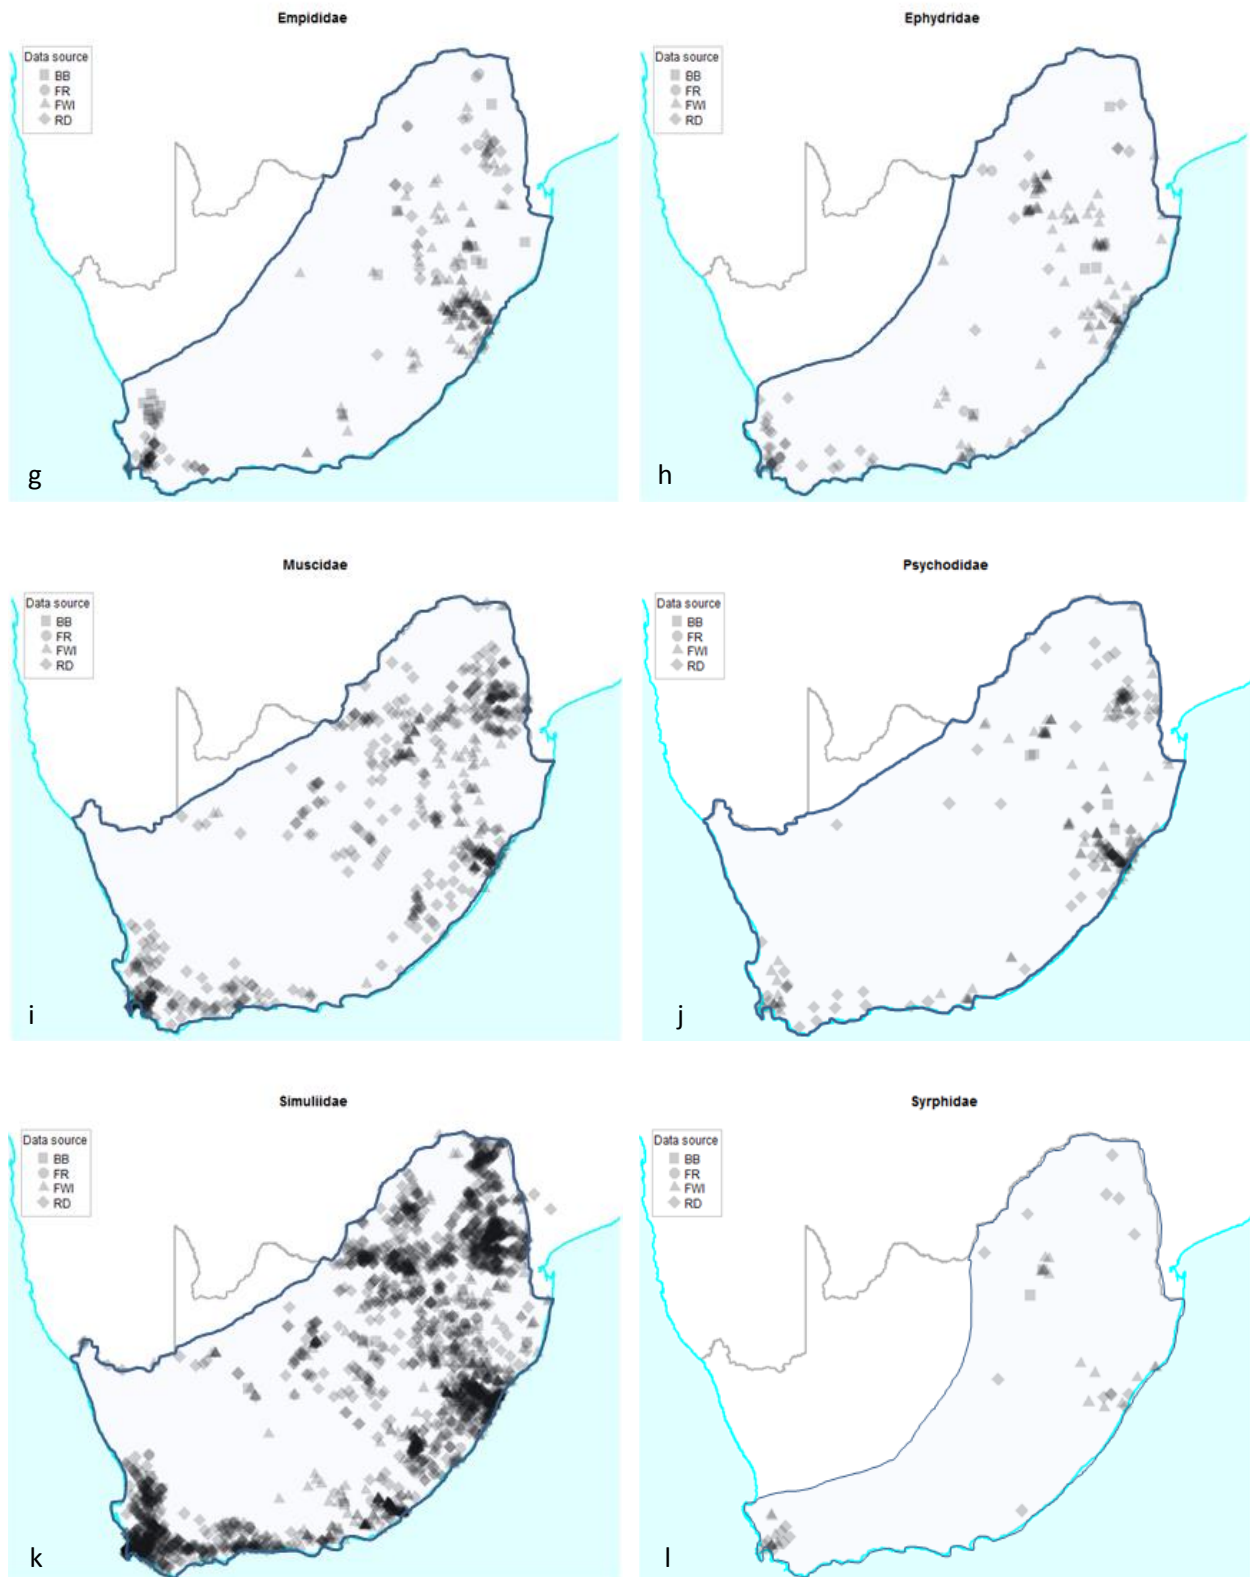 Empididae
Data source
BB
FR
FWI
RD
g
Ephydridae
Data source
BB
FR
FWI
RD
h
Muscidae
Data source
BB
FR
FWI
RD
i
Psychodidae
Data source
BB
FR
FWI
RD
j
Simuliidae
Data source
BB
FR
FWI
RD
k
Syrphidae
Data source
BB
FR
FWI
RD
l